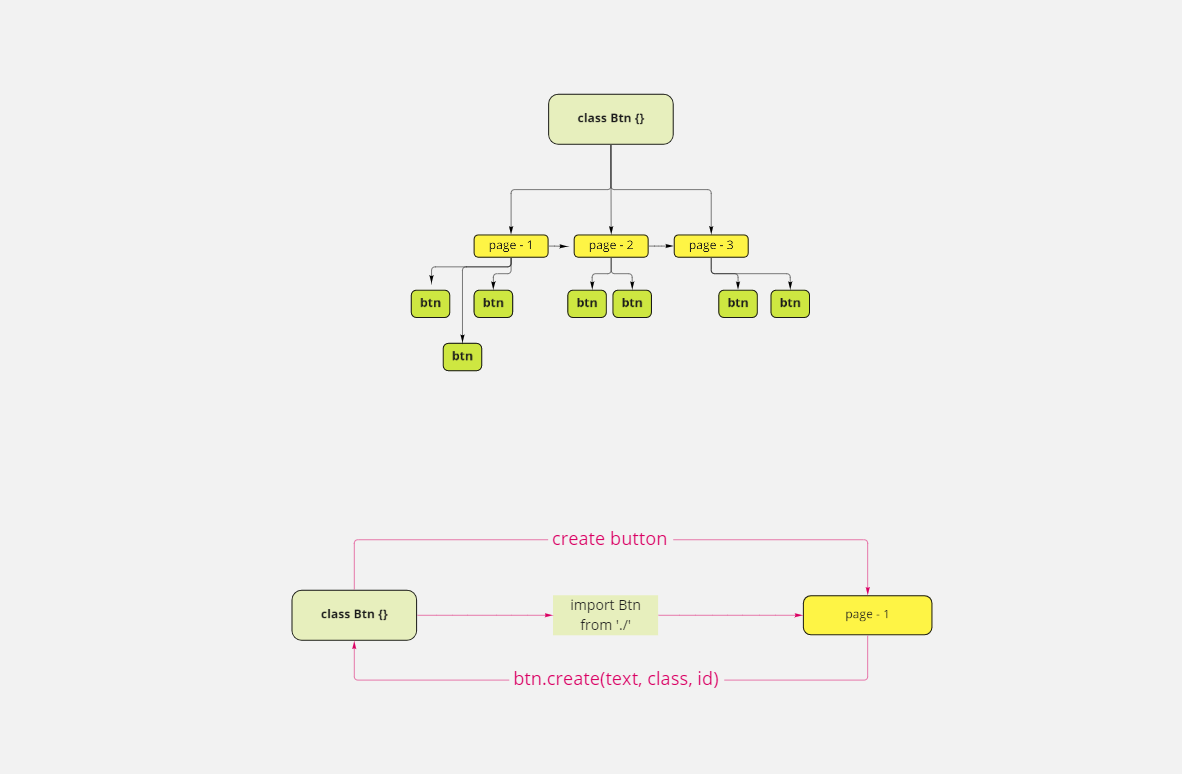 class Btn {}
page - 1
page - 2
page - 3
btn
btn
btn
btn
btn
btn
btn
create button
class Btn {}
import Btn
from './'
page - 1
btn.create(text, class, id)